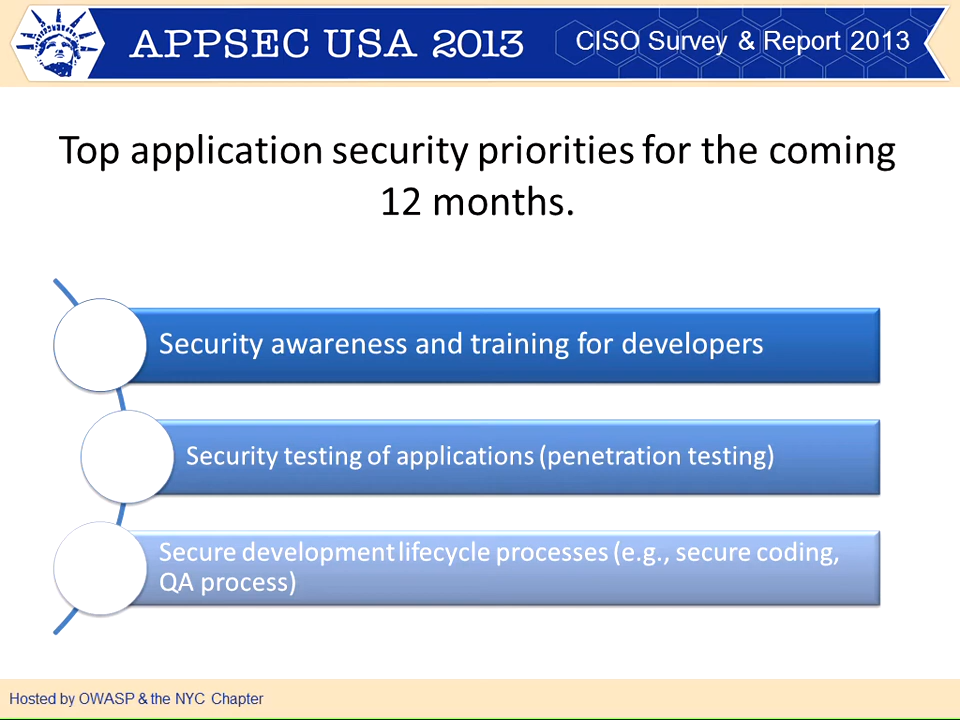 APPSEC USA 2013
CISO Survey & Report 2013
Top application security priorities for the coming
12 months.
Security awareness and training for developers
Security testing of applications (penetration testing)
Secure development lifecycle processes (e.g., secure coding,
QA process)
Hosted by OWASP & the NYC Chapter